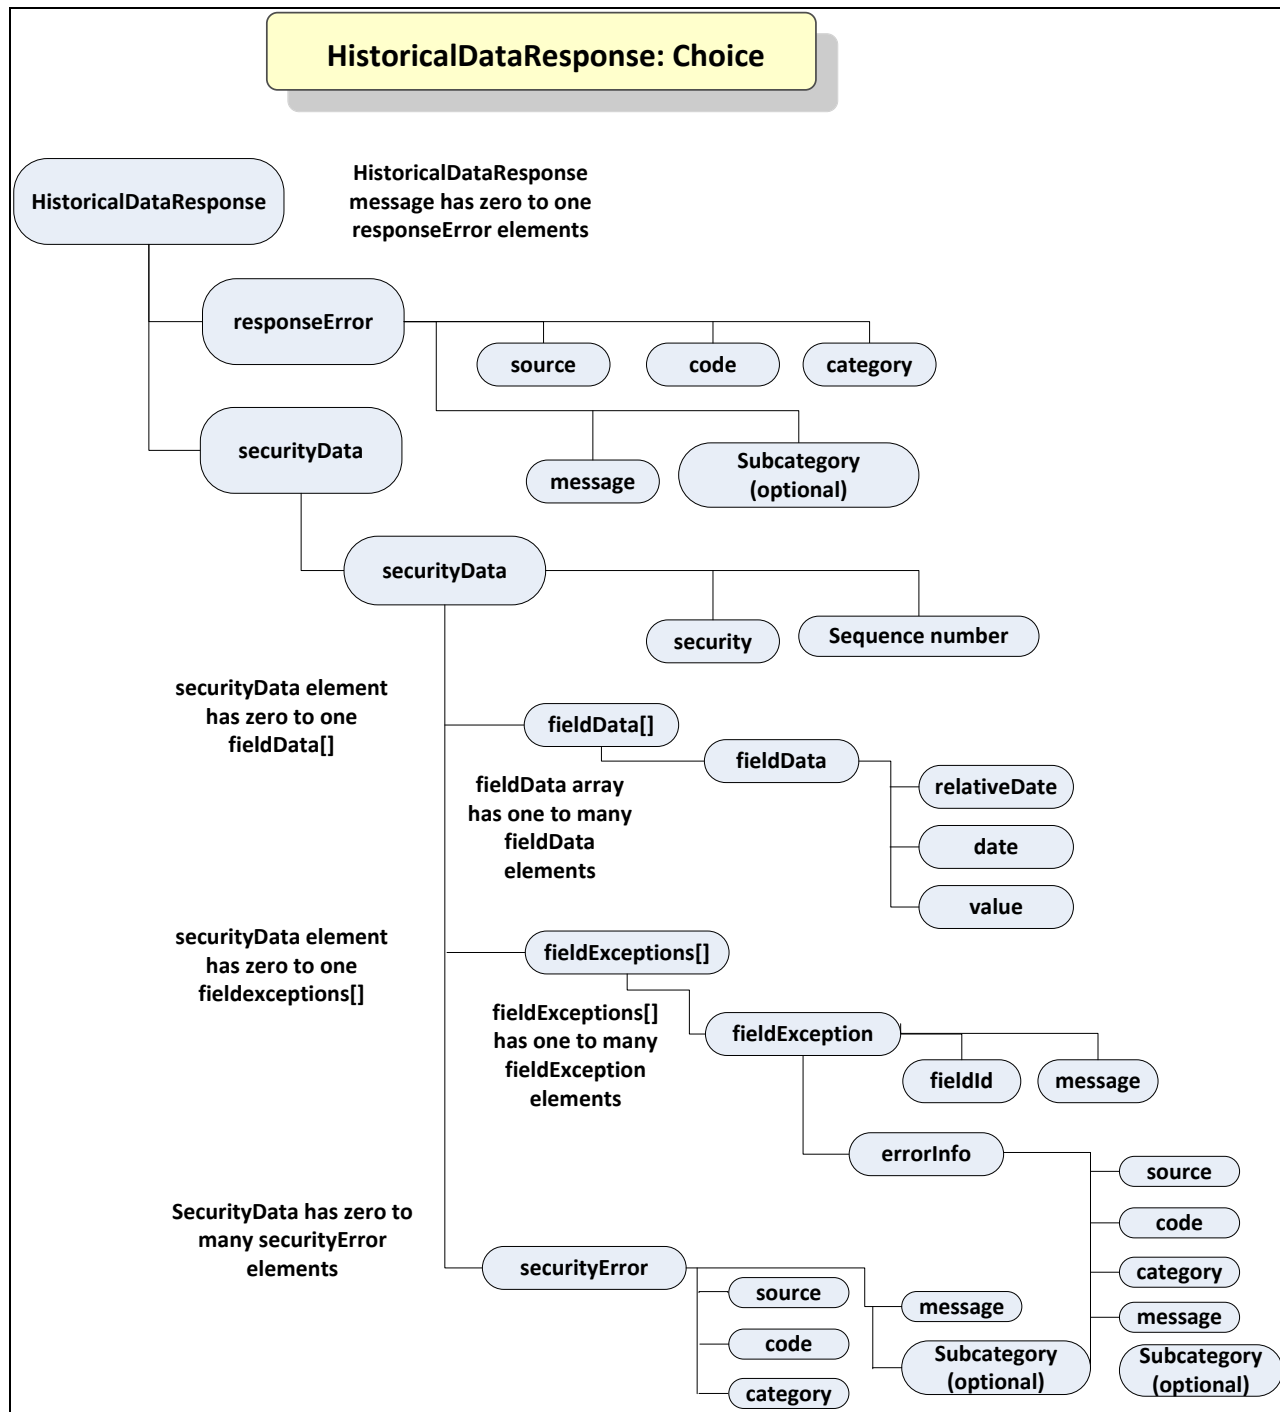 HistoricalDataResponse: Choice
HistoricalDataResponse
HistoricalDataResponse
message has zero to one
responseError elements
responseError
source
code
category
securityData
message
Subcategory
(optional)
securityData
security
Sequence number
securityData element
has zero to one
fieldData[]
fieldData[]
fieldData
fieldData array
has one to many
fieldData
elements
relativeDate
date
value
securityData element
has zero to one
fieldexceptions[]
fieldExceptions[]
fieldExceptions[]
has one to many
fieldException
elements
fieldException
fieldId
message
errorInfo
source
code
category
message
Subcategory
(optional)
SecurityData has zero to
many securityError
elements
securityError
source
code
category
message
Subcategory
(optional)